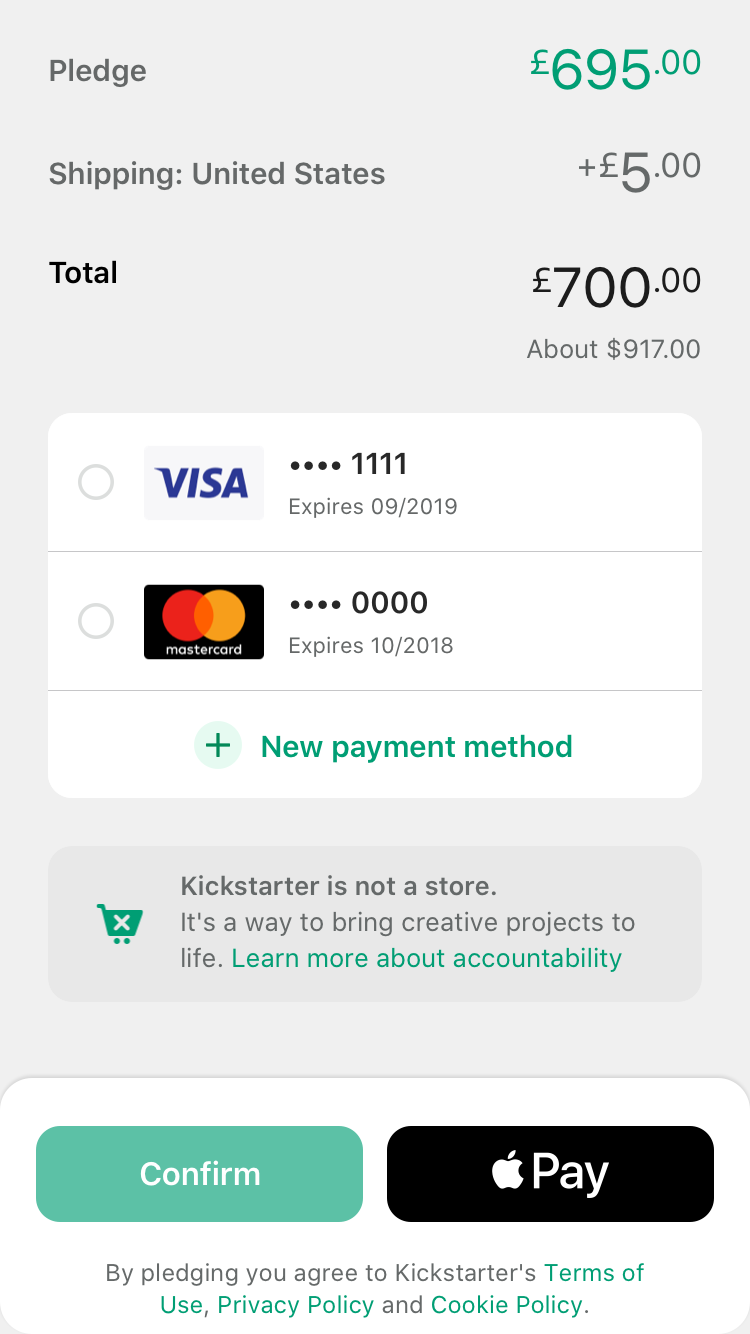 Pledge £695.00
Shipping: United States +£5.00
Total £700.00
About $917.00
VISA •••• 1111
Expires 09/2019
mastercard •••• 0000
Expires 10/2018
+ New payment method
Kickstarter is not a store.
It's a way to bring creative projects to
life. Learn more about accountability
Confirm Pay
By pledging you agree to Kickstarter's Terms of
Use, Privacy Policy and Cookie Policy.